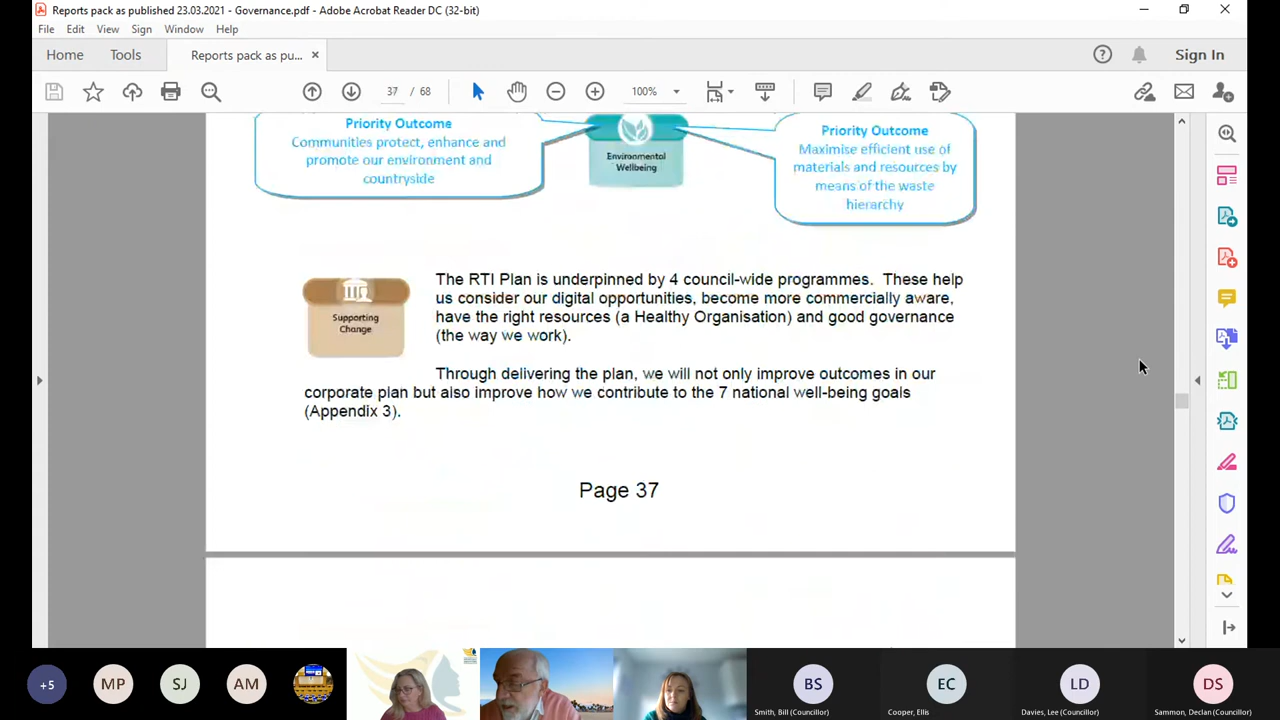 Reports pack as published 23.03.2021 - Governance.pdf - Adobe Acrobat Reader DC (32-bit)
File Edit View Sign Window Help
Home Tools Reports pack as pu... × Sign In
37 / 68 100%
Priority Outcome
Communities protect, enhance and
promote our environment and
countryside
Environmental
Wellbeing
Priority Outcome
Maximise efficient use of
materials and resources by
means of the waste
hierarchy
Supporting
Change
The RTI Plan is underpinned by 4 council-wide programmes. These help
us consider our digital opportunities, become more commercially aware,
have the right resources (a Healthy Organisation) and good governance
(the way we work).
Through delivering the plan, we will not only improve outcomes in our
corporate plan but also improve how we contribute to the 7 national well-being goals
(Appendix 3).
Page 37
+5 MP SJ AM BS EC LD DS
Smith, Bill (Councillor) Cooper, Ellis Davies, Lee (Councillor) Sammon, Declan (Councillor)